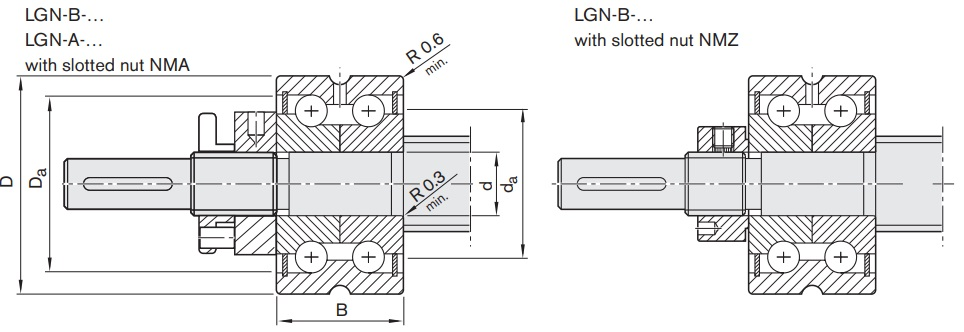 LGN-B-...
LGN-A-...
with slotted nut NMA
LGN-B-...
with slotted nut NMZ
R 0.6
min.
D
Da
R 0.3
min.
d
da
B